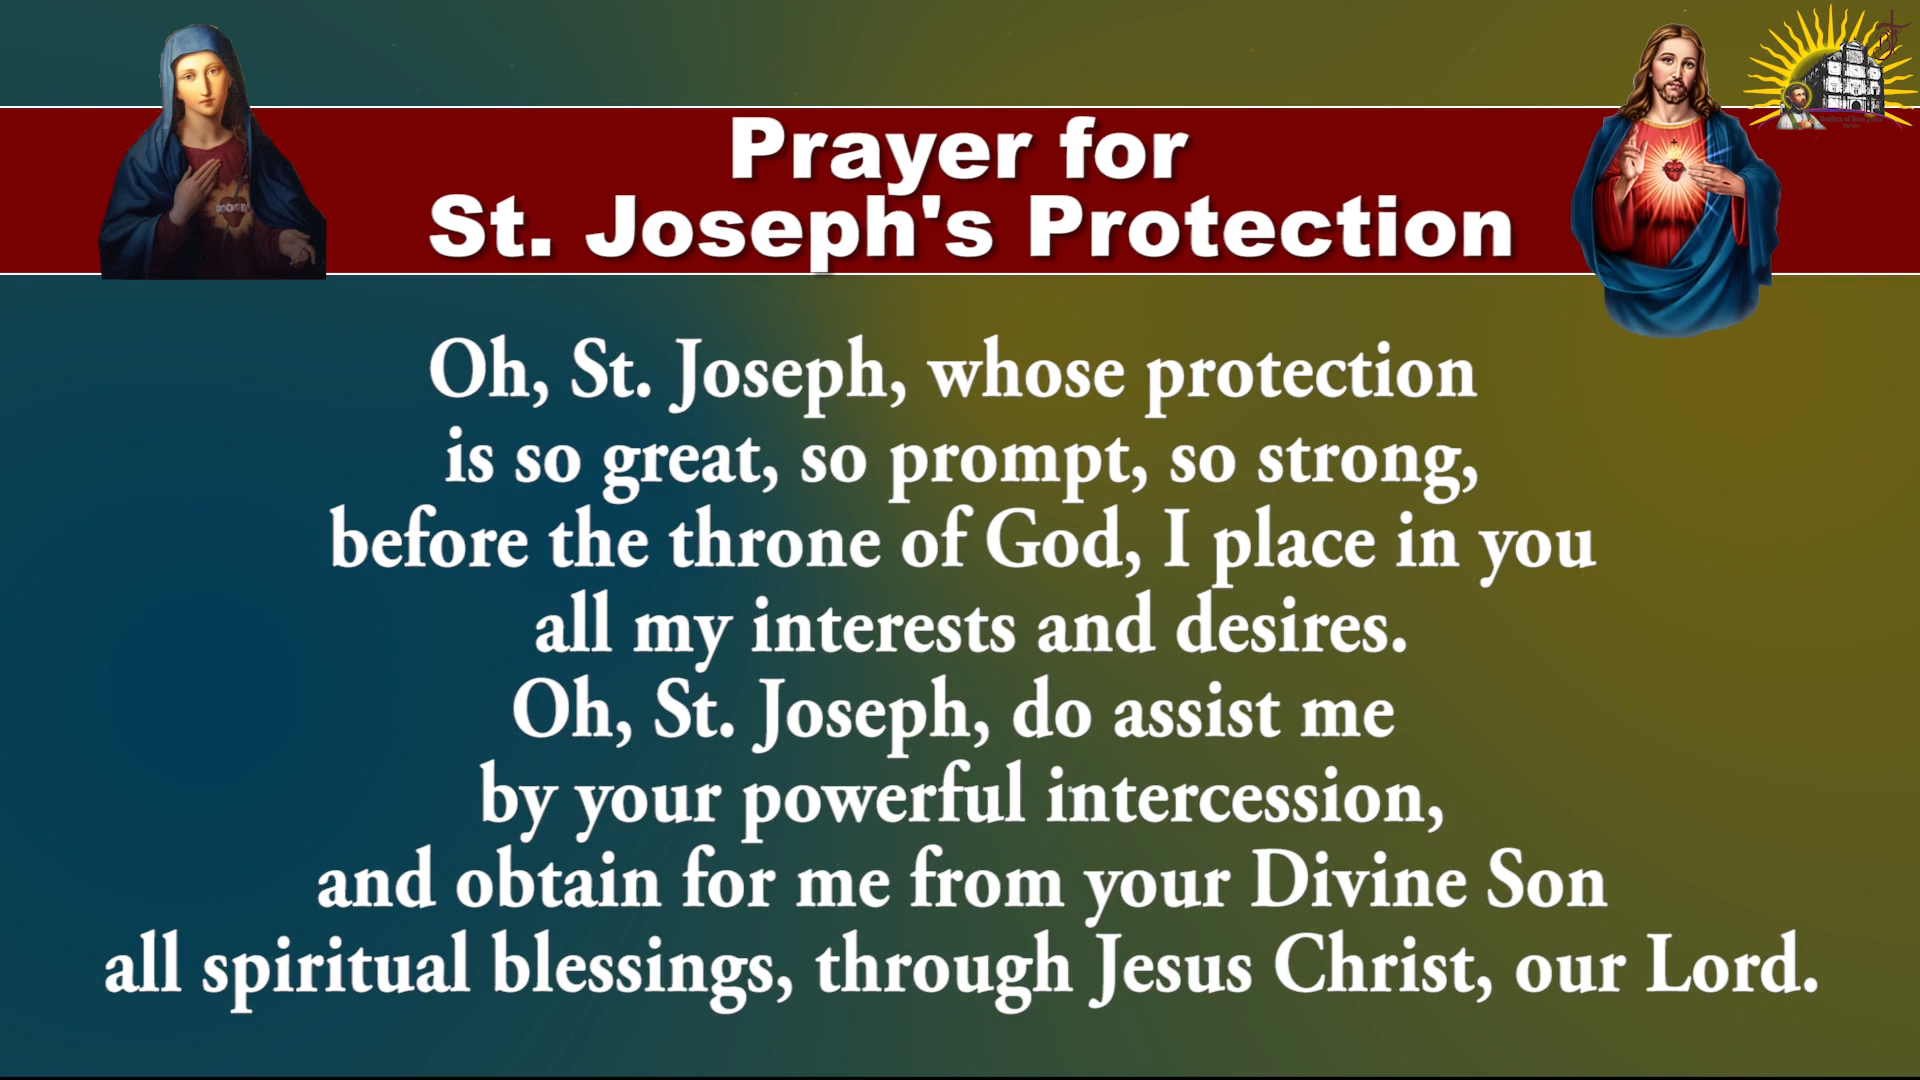 Prayer for
St. Joseph's Protection
Oh, St. Joseph, whose protection
is so great, so prompt, so strong,
before the throne of God, I place in you
all my interests and desires.
Oh, St. Joseph, do assist me
by your powerful intercession,
and obtain for me from your Divine Son
all spiritual blessings, through Jesus Christ, our Lord.